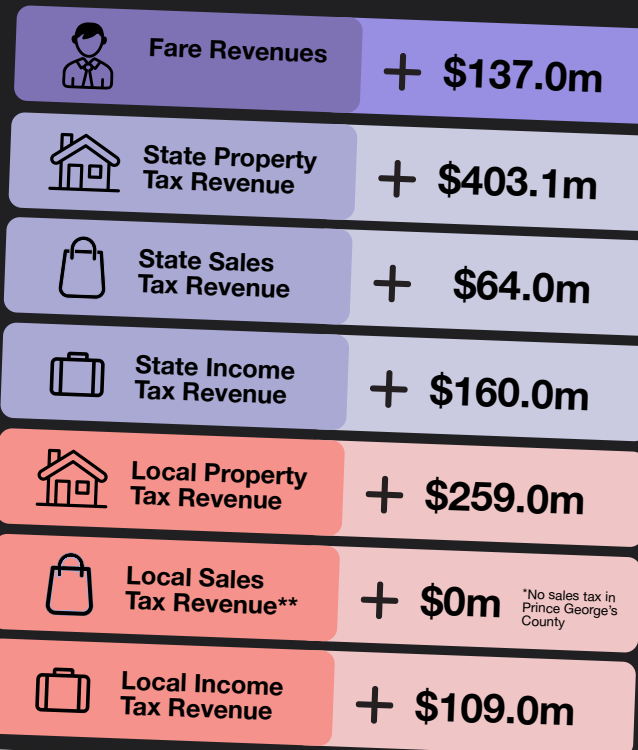 Fare Revenues
+ $137.0m
State Property
Tax Revenue
+ $403.1m
State Sales
Tax Revenue
+ $64.0m
State Income
Tax Revenue
+ $160.0m
Local Property
Tax Revenue
+ $259.0m
Local Sales
Tax Revenue**
+ $0m
*No sales tax in
Prince George's
County
Local Income
Tax Revenue
+ $109.0m